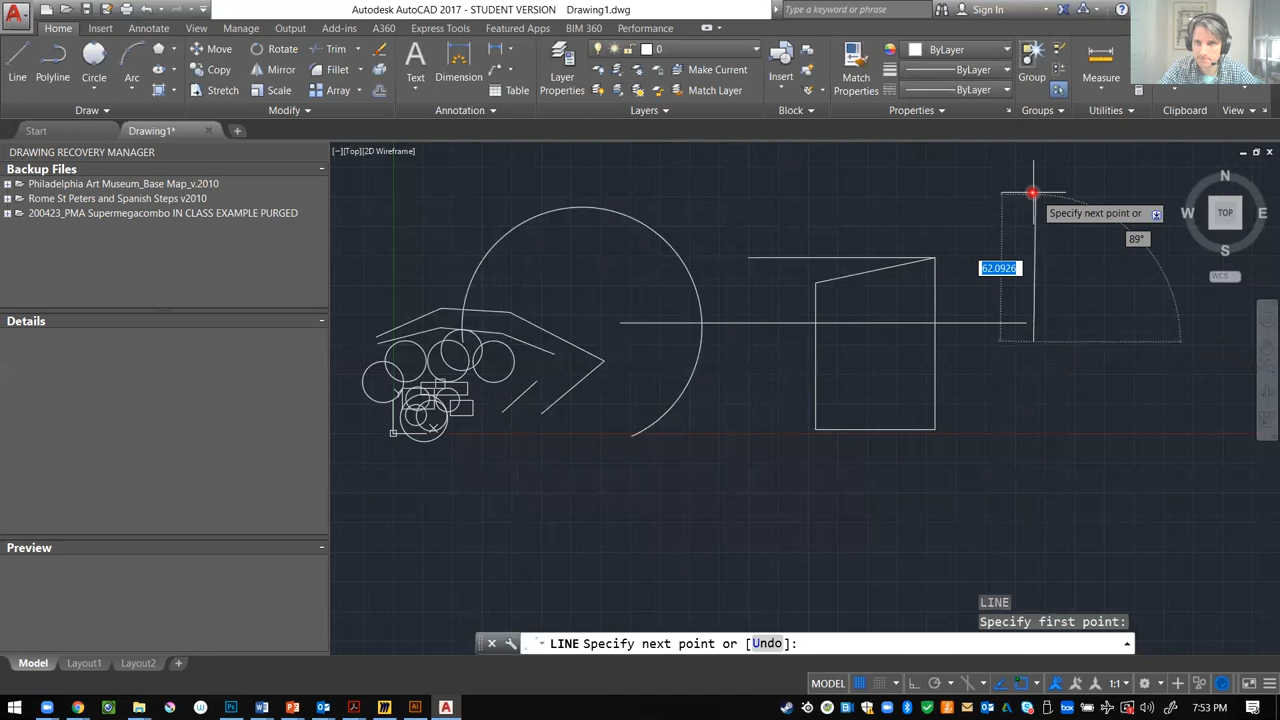 Autodesk AutoCAD 2017 - STUDENT VERSION Drawing1.dwg
Type a keyword or phrase
Sign In
Home Insert Annotate View Manage Output Add-ins A360 Express Tools Featured Apps BIM 360 Performance
Line Polyline Circle Arc
Move Rotate Trim
Copy Mirror Fillet
Stretch Scale Array
Text Dimension Table
Layer Properties
0
Make Current
Match Layer
Insert
Match Properties
ByLayer
ByLayer
ByLayer
Group Measure
Draw Modify Annotation Layers Block Properties Groups Utilities Clipboard View
Start Drawing1* +
DRAWING RECOVERY MANAGER
[−][Top][2D Wireframe]
Backup Files
Philadelphia Art Museum_Base Map_v.2010
Rome St Peters and Spanish Steps v2010
200423_PMA Supermegacombo IN CLASS EXAMPLE PURGED
N
W TOP E
S
WCS
Specify next point or
89°
62.0926
Details
Preview
LINE
Specify first point:
LINE Specify next point or [Undo]:
Model Layout1 Layout2 +
MODEL 1:1
7:53 PM